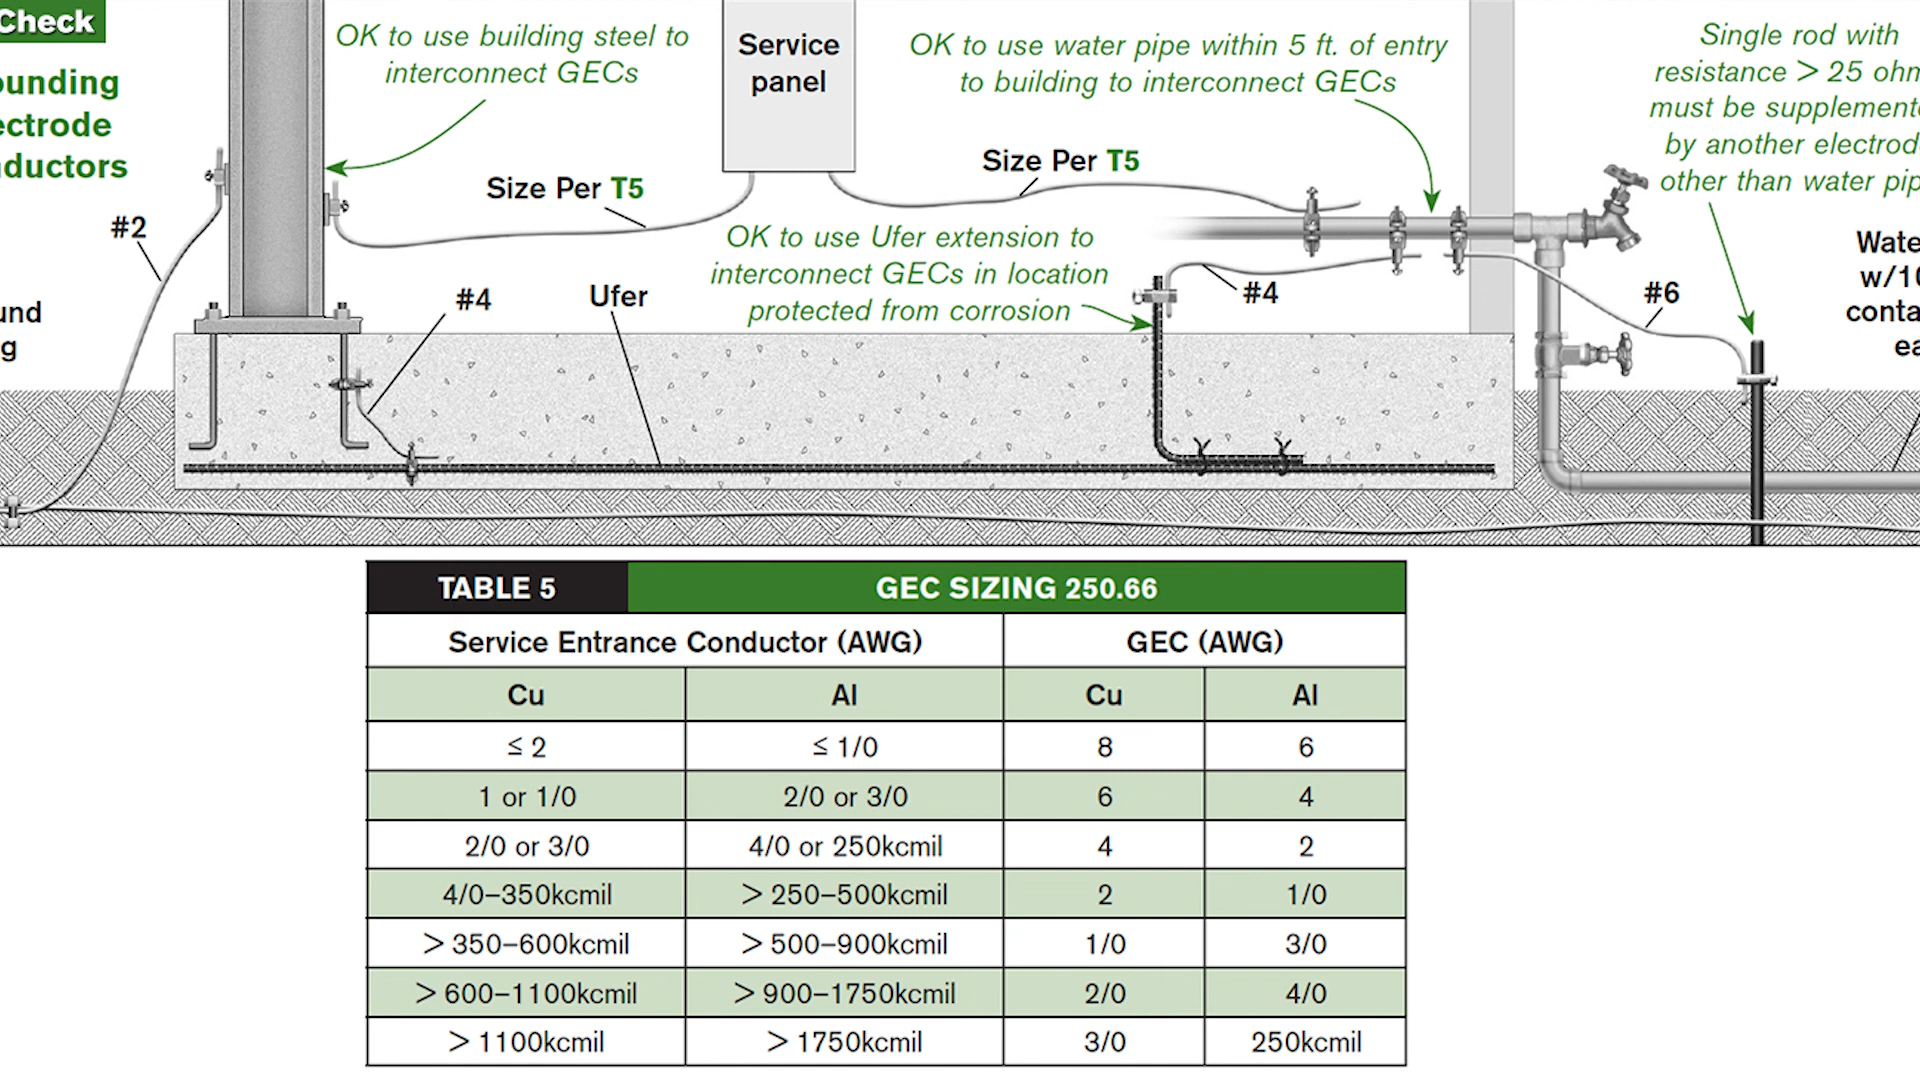 Check
ounding
ectrode
nductors
#2
und
g
OK to use building steel to
interconnect GECs
Size Per T5
Service
panel
OK to use water pipe within 5 ft. of entry
to building to interconnect GECs
Size Per T5
OK to use Ufer extension to
interconnect GECs in location
protected from corrosion
#4
Ufer
#4
Single rod with
resistance > 25 ohm
must be supplemente
by another electrode
other than water pip
#6
Wate
w/10
conta
ea
TABLE 5 GEC SIZING 250.66
Service Entrance Conductor (AWG) GEC (AWG)
Cu Al Cu Al
≤ 2 ≤ 1/0 8 6
1 or 1/0 2/0 or 3/0 6 4
2/0 or 3/0 4/0 or 250kcmil 4 2
4/0–350kcmil > 250–500kcmil 2 1/0
> 350–600kcmil > 500–900kcmil 1/0 3/0
> 600–1100kcmil > 900–1750kcmil 2/0 4/0
> 1100kcmil > 1750kcmil 3/0 250kcmil